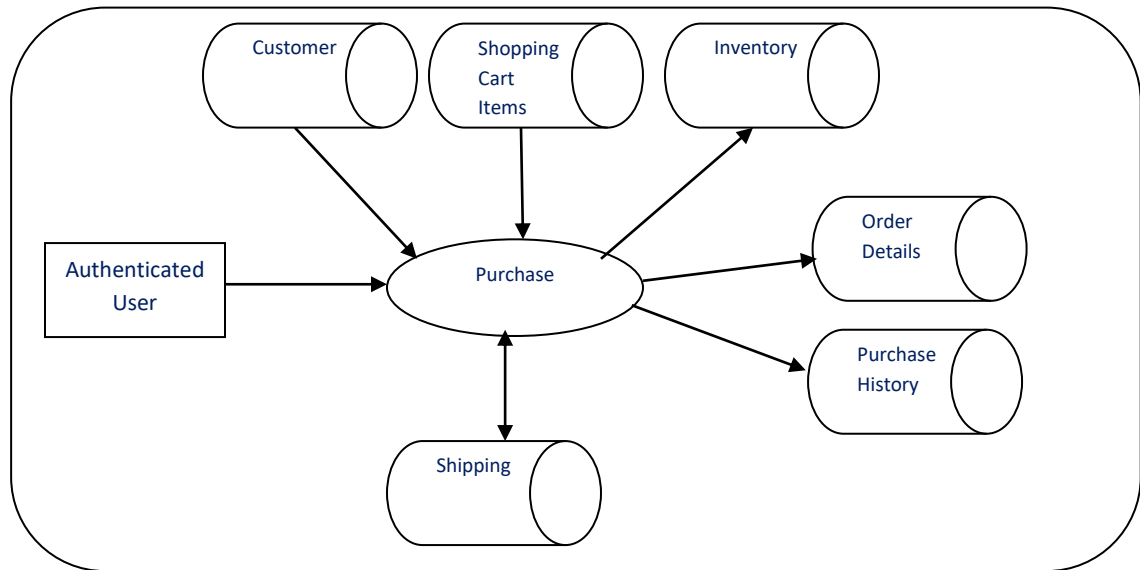 Customer
Shopping
Cart
Items
Inventory
Order
Details
Authenticated
User
Purchase
Purchase
History
Shipping